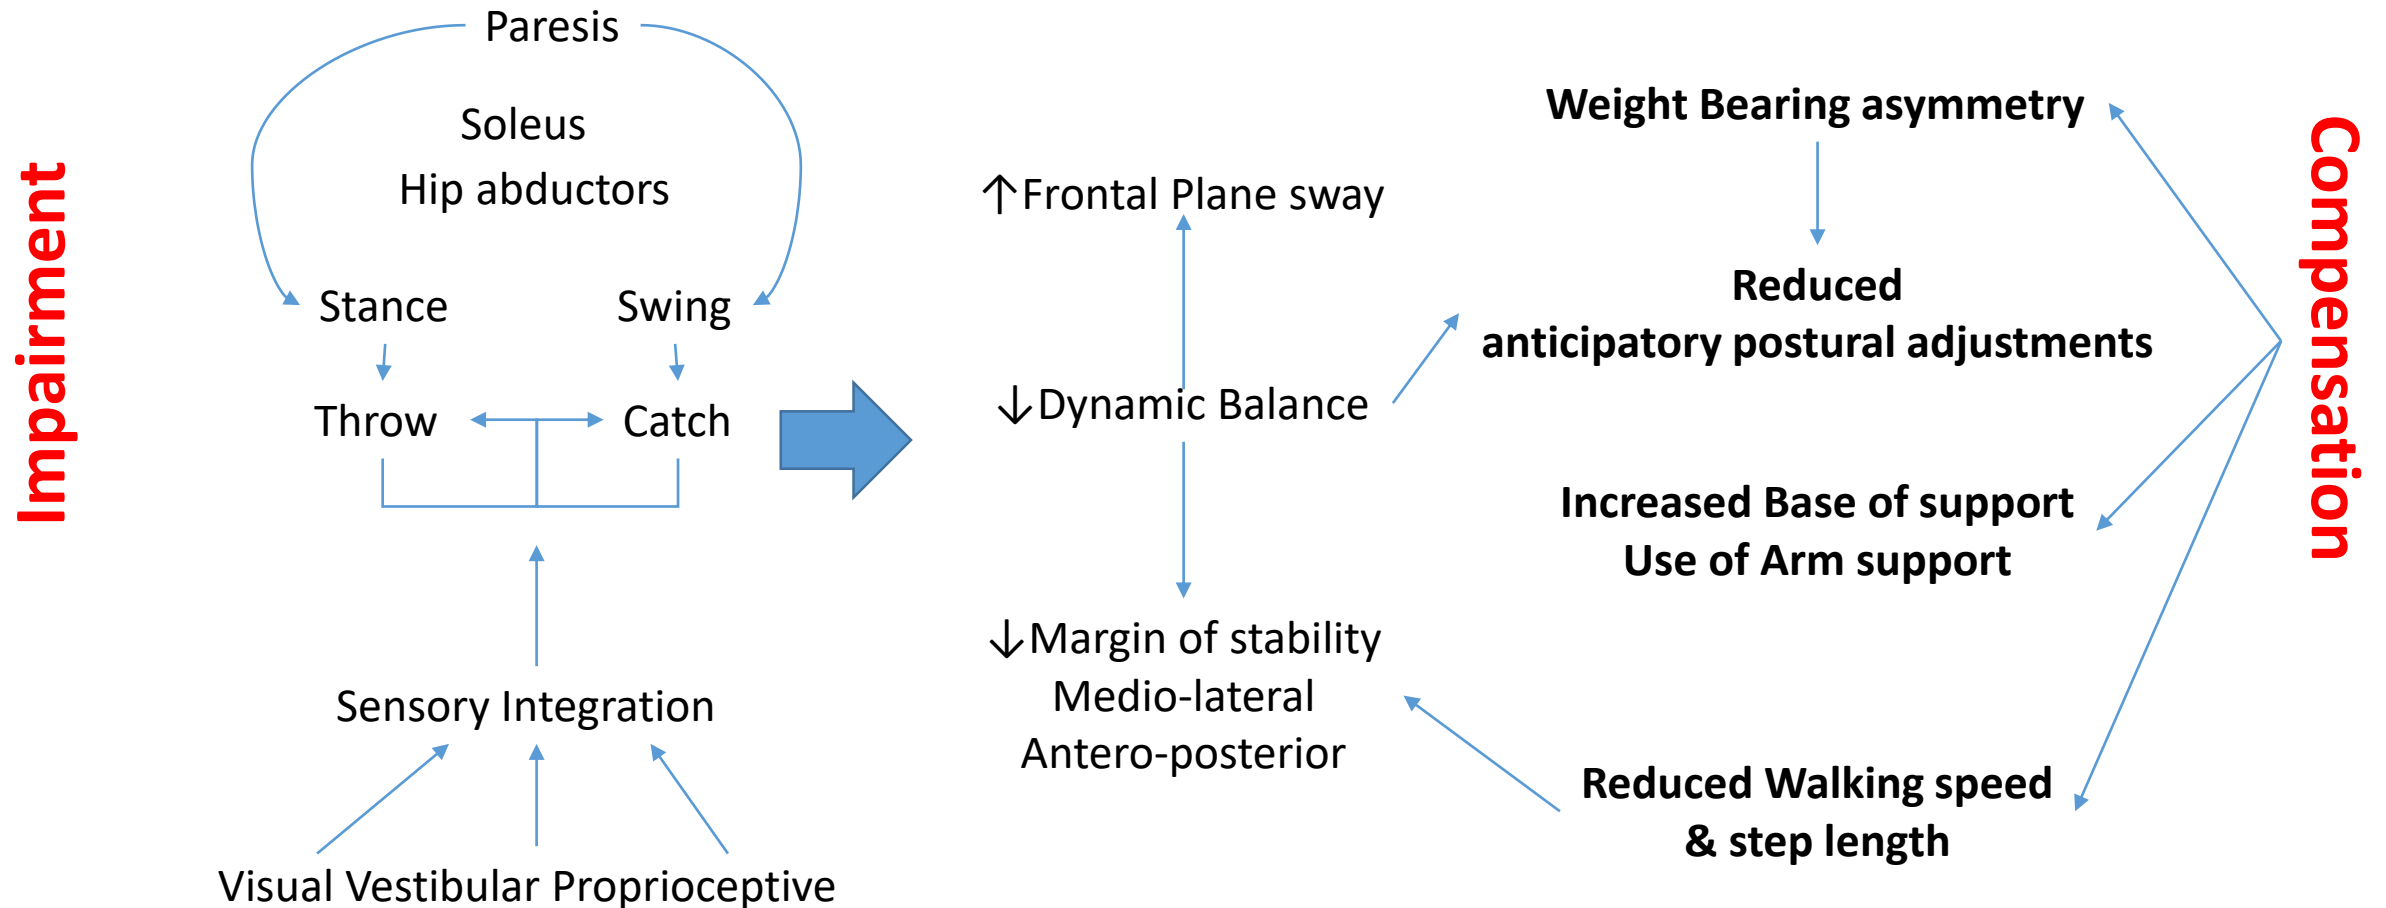 Impairment
Paresis
Soleus
Hip abductors
Stance
Swing
Throw
Catch
Sensory Integration
Visual Vestibular Proprioceptive
↑Frontal Plane sway
↓Dynamic Balance
↓Margin of stability
Medio-lateral
Antero-posterior
Weight Bearing asymmetry
Reduced
anticipatory postural adjustments
Increased Base of support
Use of Arm support
Reduced Walking speed
& step length
Compensation